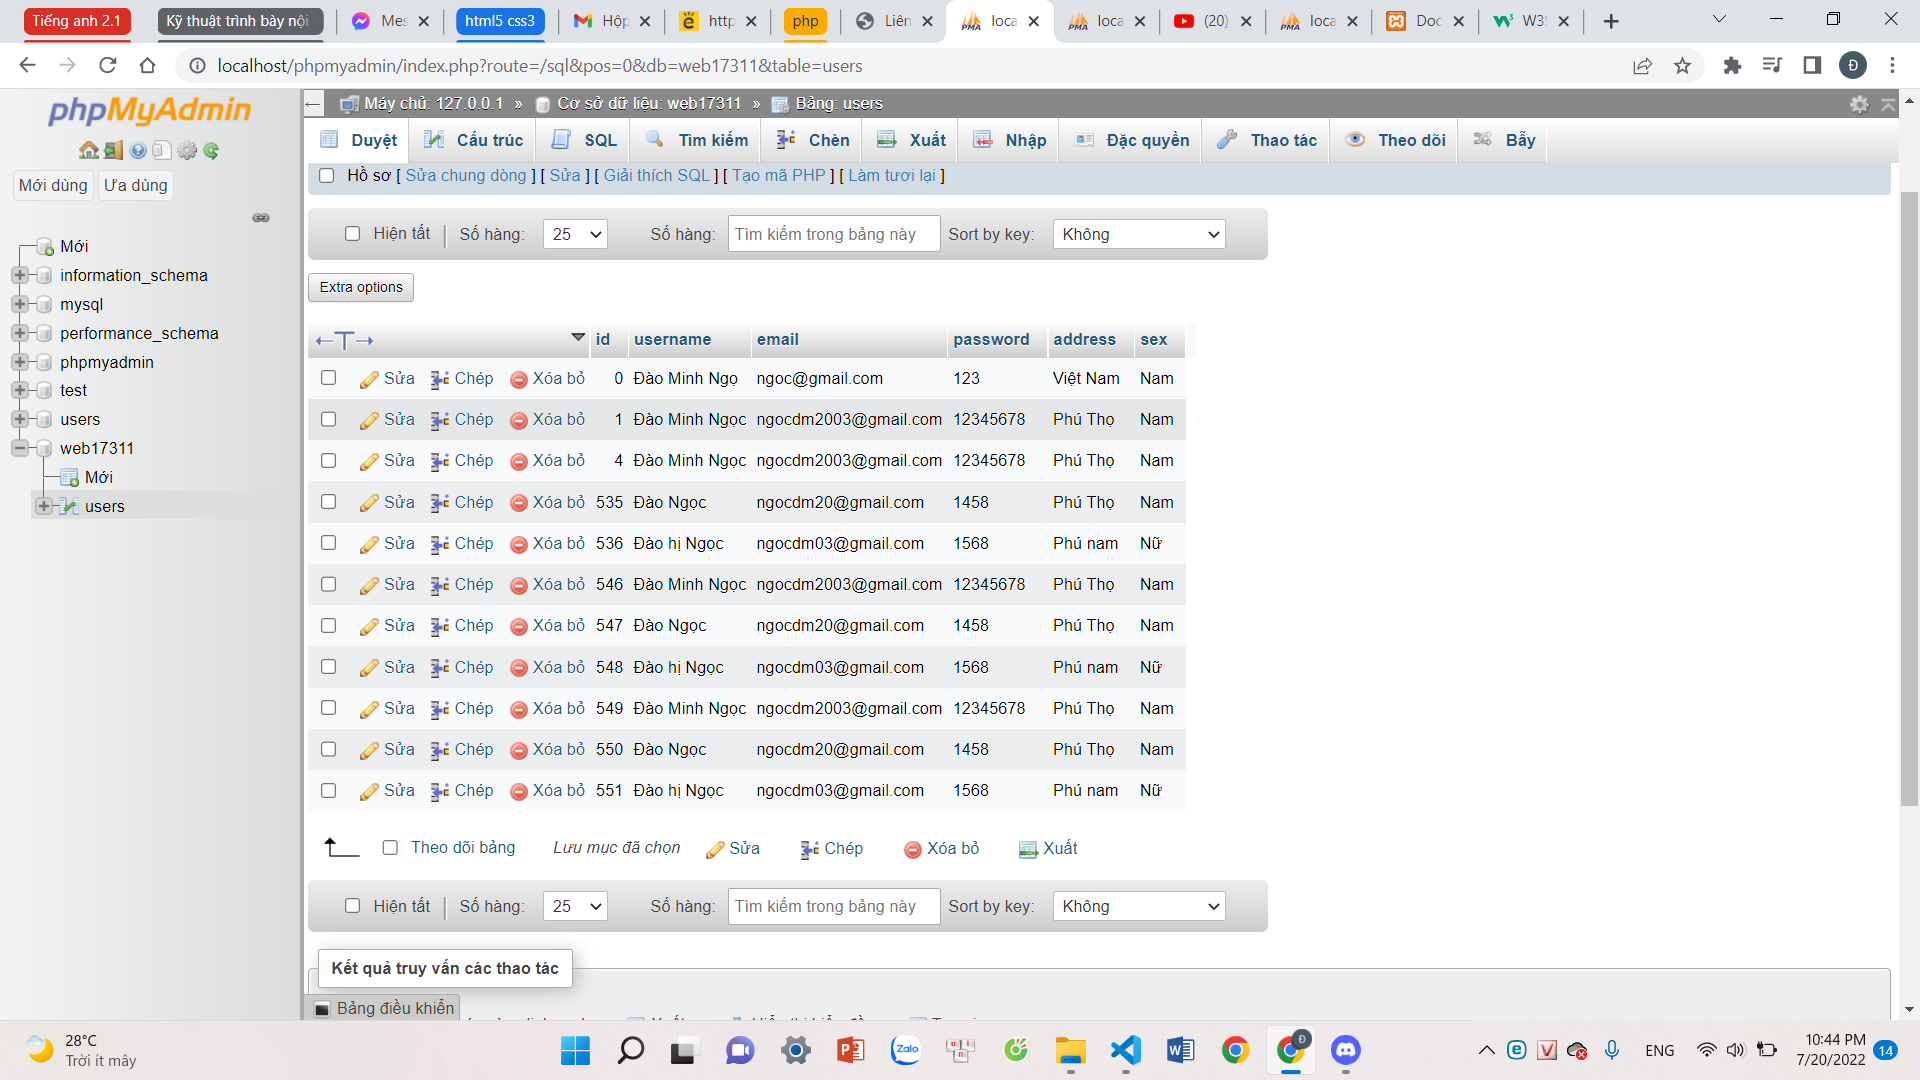 Tiếng anh 2.1 Kỹ thuật trình bày nội Mes html5 css3 Hộp http php Liên loca loca (20) loca Doc W3S
localhost/phpmyadmin/index.php?route=/sql&pos=0&db=web17311&table=users Đ
phpMyAdmin
Mới dùng Ưa dùng
Mới
information_schema
mysql
performance_schema
phpmyadmin
test
users
web17311
Mới
users
Máy chủ: 127.0.0.1 » Cơ sở dữ liệu: web17311 » Bảng: users
Duyệt Cấu trúc SQL Tìm kiếm Chèn Xuất Nhập Đặc quyền Thao tác Theo dõi Bẫy
Hồ sơ [ Sửa chung dòng ] [ Sửa ] [ Giải thích SQL ] [ Tạo mã PHP ] [ Làm tươi lại ]
Hiện tất Số hàng: 25 Số hàng: Tìm kiếm trong bảng này Sort by key: Không
Extra options
id username email password address sex
Sửa Chép Xóa bỏ 0 Đào Minh Ngọ ngoc@gmail.com 123 Việt Nam Nam
Sửa Chép Xóa bỏ 1 Đào Minh Ngọc ngocdm2003@gmail.com 12345678 Phú Thọ Nam
Sửa Chép Xóa bỏ 4 Đào Minh Ngọc ngocdm2003@gmail.com 12345678 Phú Thọ Nam
Sửa Chép Xóa bỏ 535 Đào Ngọc ngocdm20@gmail.com 1458 Phú Thọ Nam
Sửa Chép Xóa bỏ 536 Đào hị Ngọc ngocdm03@gmail.com 1568 Phú nam Nữ
Sửa Chép Xóa bỏ 546 Đào Minh Ngọc ngocdm2003@gmail.com 12345678 Phú Thọ Nam
Sửa Chép Xóa bỏ 547 Đào Ngọc ngocdm20@gmail.com 1458 Phú Thọ Nam
Sửa Chép Xóa bỏ 548 Đào hị Ngọc ngocdm03@gmail.com 1568 Phú nam Nữ
Sửa Chép Xóa bỏ 549 Đào Minh Ngọc ngocdm2003@gmail.com 12345678 Phú Thọ Nam
Sửa Chép Xóa bỏ 550 Đào Ngọc ngocdm20@gmail.com 1458 Phú Thọ Nam
Sửa Chép Xóa bỏ 551 Đào hị Ngọc ngocdm03@gmail.com 1568 Phú nam Nữ
Theo dõi bảng Lưu mục đã chọn Sửa Chép Xóa bỏ Xuất
Hiện tất Số hàng: 25 Số hàng: Tìm kiếm trong bảng này Sort by key: Không
Kết quả truy vấn các thao tác
Bảng điều khiển
28°C
Trời ít mây
Zalo
ENG
10:44 PM
7/20/2022
14